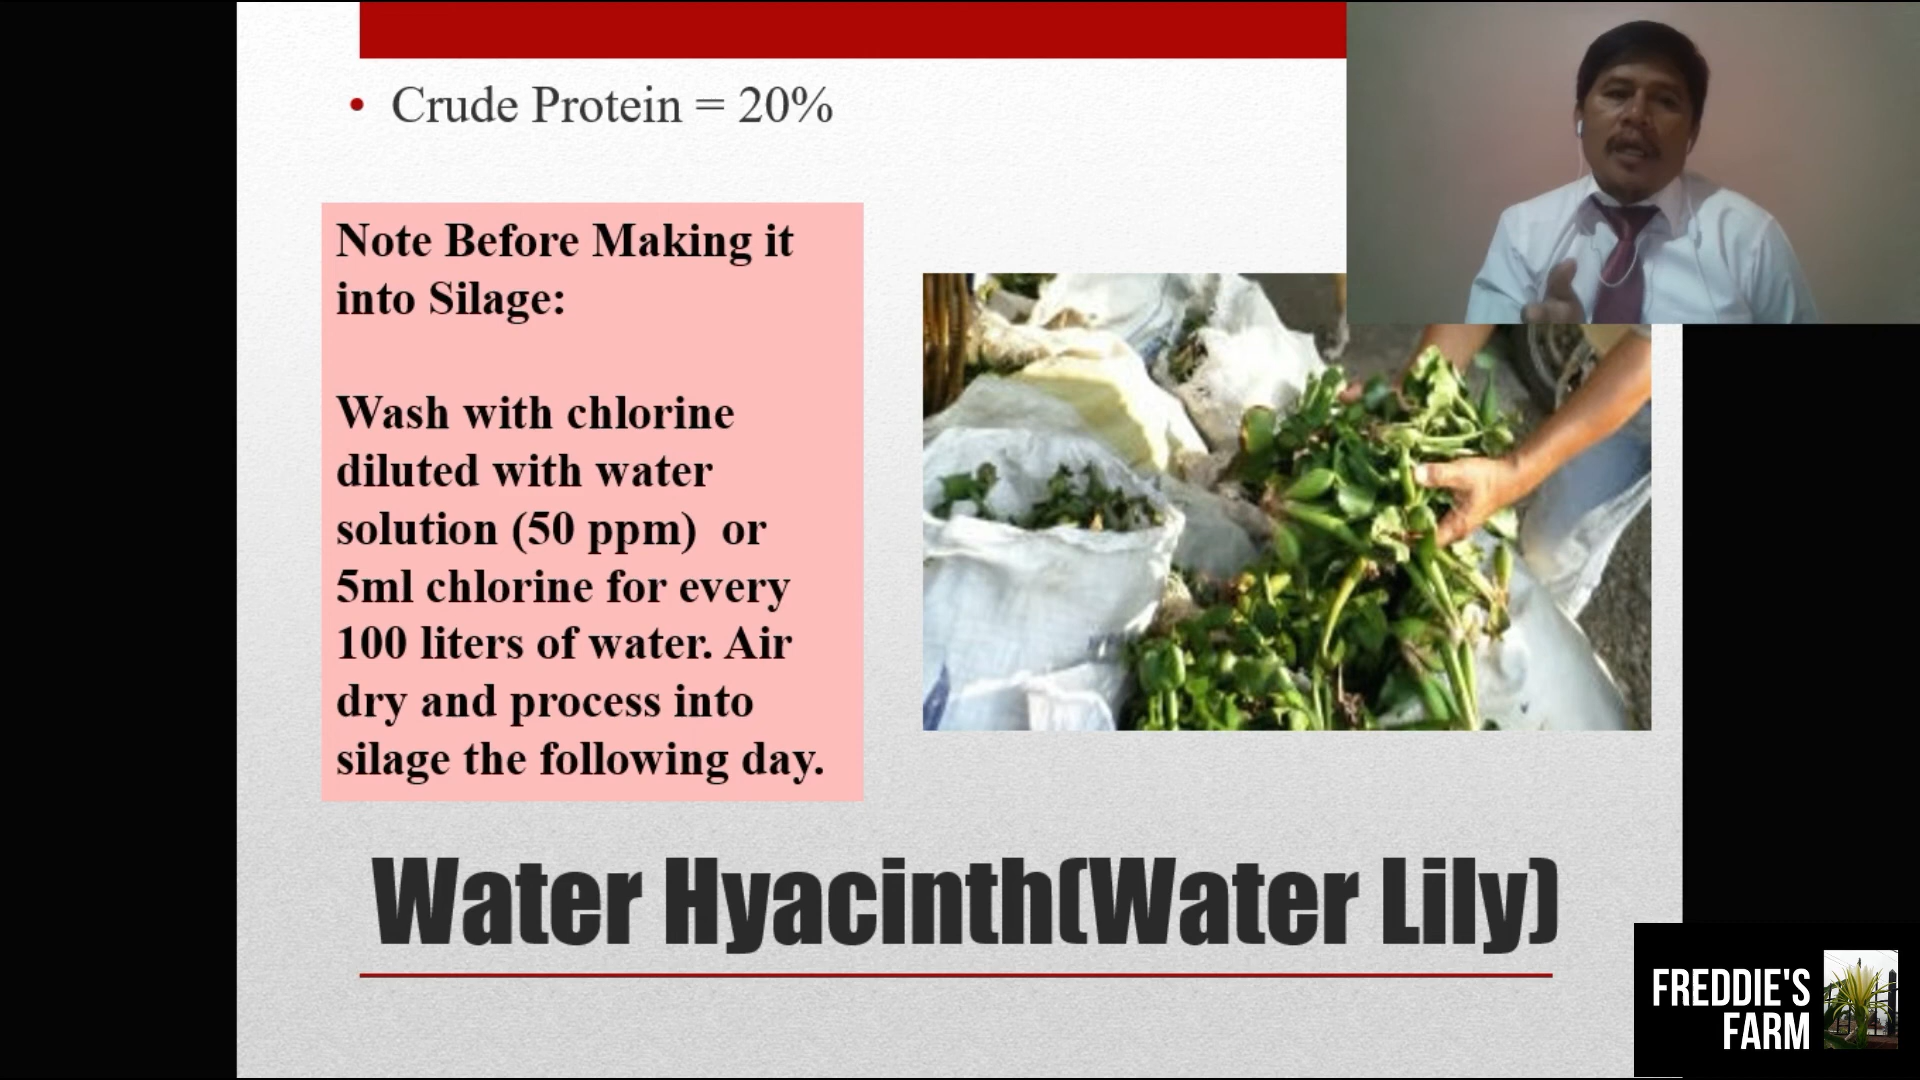 • Crude Protein = 20%
Note Before Making it
into Silage:
Wash with chlorine
diluted with water
solution (50 ppm)  or
5ml chlorine for every
100 liters of water. Air
dry and process into
silage the following day.
Water Hyacinth(Water Lily)
FREDDIE'S
FARM